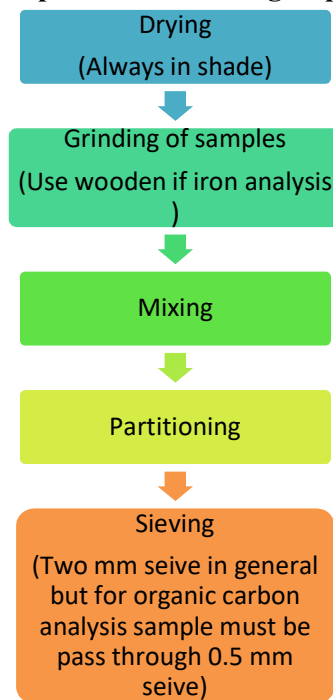 Drying
(Always in shade)
Grinding of samples
(Use wooden if iron analysis
)
Mixing
Partitioning
Sieving
(Two mm seive in general
but for organic carbon
analysis sample must be
pass through 0.5 mm
seive)